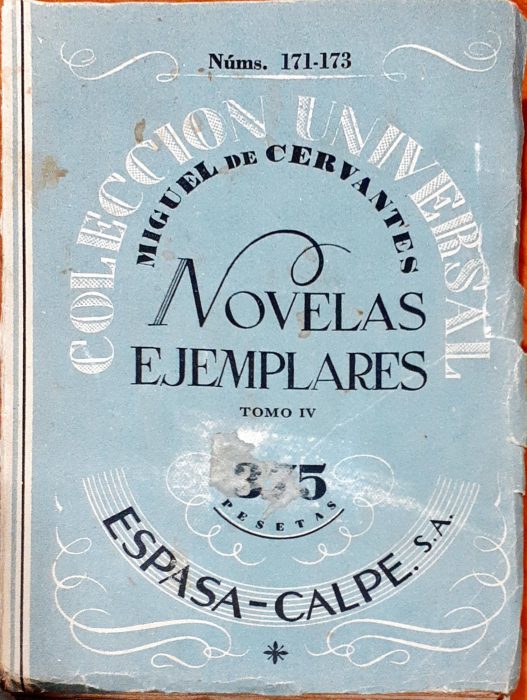 Núms. 171-173
COLECCION UNIVERSAL
MIGUEL DE CERVANTES
NOVELAS
EJEMPLARES
TOMO IV
PESETAS
ESPASA-CALPE. S.A.